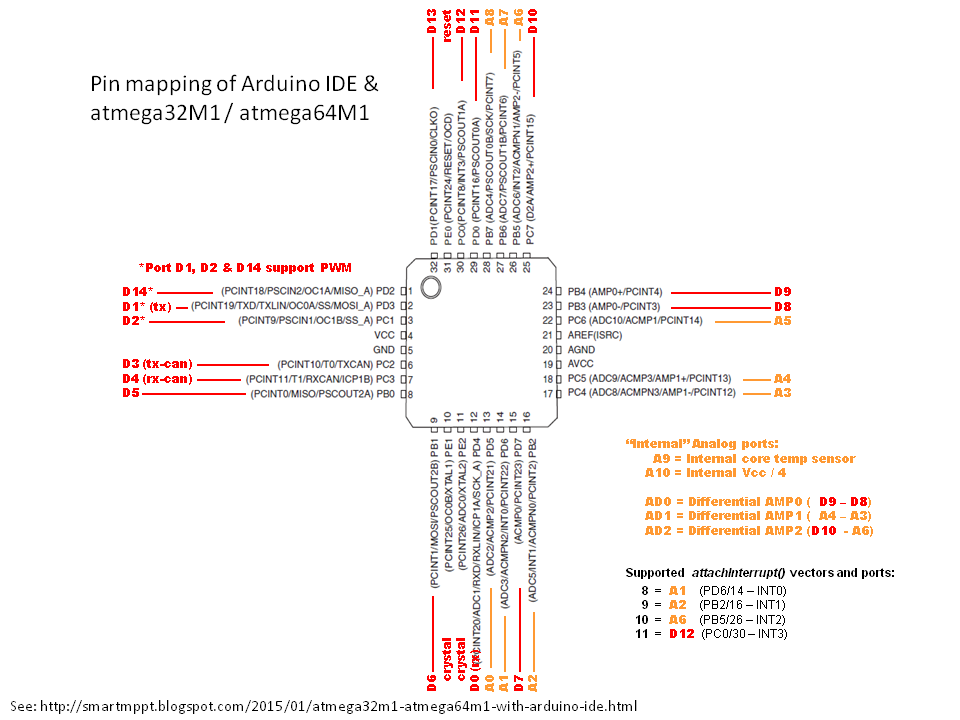 Pin mapping of Arduino IDE &
atmega32M1 / atmega64M1
D13
reset
D12
D11
A8
A7
A6
D10
PD1(PCINT17/PSCIN0/CLKO)
PE0 (PCINT24/RESET/OCD)
PC0(PCINT8/INT3/PSCOUT1A)
PD0 (PCINT16/PSCOUT0A)
PB7 (ADC4/PSCOUT0B/SCK/PCINT7)
PB6 (ADC7/PSCOUT1B/PCINT6)
PB5 (ADC6/INT2/ACMPN1/AMP2-/PCINT5)
PC7 (D2A/AMP2+/PCINT15)
32
31
30
29
28
27
26
25
*Port D1, D2 & D14 support PWM
D14* (PCINT18/PSCIN2/OC1A/MISO_A) PD2 1
D1* (tx) (PCINT19/TXD/TXLIN/OC0A/SS/MOSI_A) PD3 2
D2* (PCINT9/PSCIN1/OC1B/SS_A) PC1 3
VCC 4
GND 5
D3 (tx-can) (PCINT10/T0/TXCAN) PC2 6
D4 (rx-can) (PCINT11/T1/RXCAN/ICP1B) PC3 7
D5 (PCINT0/MISO/PSCOUT2A) PB0 8
24 PB4 (AMP0+/PCINT4) D9
23 PB3 (AMP0-/PCINT3) D8
22 PC6 (ADC10/ACMP1/PCINT14) A5
21 AREF(ISRC)
20 AGND
19 AVCC
18 PC5 (ADC9/ACMP3/AMP1+/PCINT13) A4
17 PC4 (ADC8/ACMPN3/AMP1-/PCINT12) A3
9
10
11
12
13
14
15
16
(PCINT1/MOSI/PSCOUT2B) PB1
(PCINT25/OC0B/XTAL1) PE1
(PCINT26/ADC0/XTAL2) PE2
(PCINT20/ADC1/RXD/RXLIN/ICP1A/SCK_A) PD4
(ADC2/ACMP2/PCINT21) PD5
(ADC3/ACMPN2/INT0/PCINT22) PD6
(ACMP0/PCINT23) PD7
(ADC5/INT1/ACMPN0/PCINT2) PB2
D6
crystal
crystal
D0 (rx)
A0
A1
D7
A2
“Internal” Analog ports:
A9 = Internal core temp sensor
A10 = Internal Vcc / 4
AD0 = Differential AMP0 ( D9 – D8)
AD1 = Differential AMP1 ( A4 – A3)
AD2 = Differential AMP2 (D10 - A6)
Supported attachInterrupt() vectors and ports:
8 = A1 (PD6/14 – INT0)
9 = A2 (PB2/16 – INT1)
10 = A6 (PB5/26 – INT2)
11 = D12 (PC0/30 – INT3)
See: http://smartmppt.blogspot.com/2015/01/atmega32m1-atmega64m1-with-arduino-ide.html